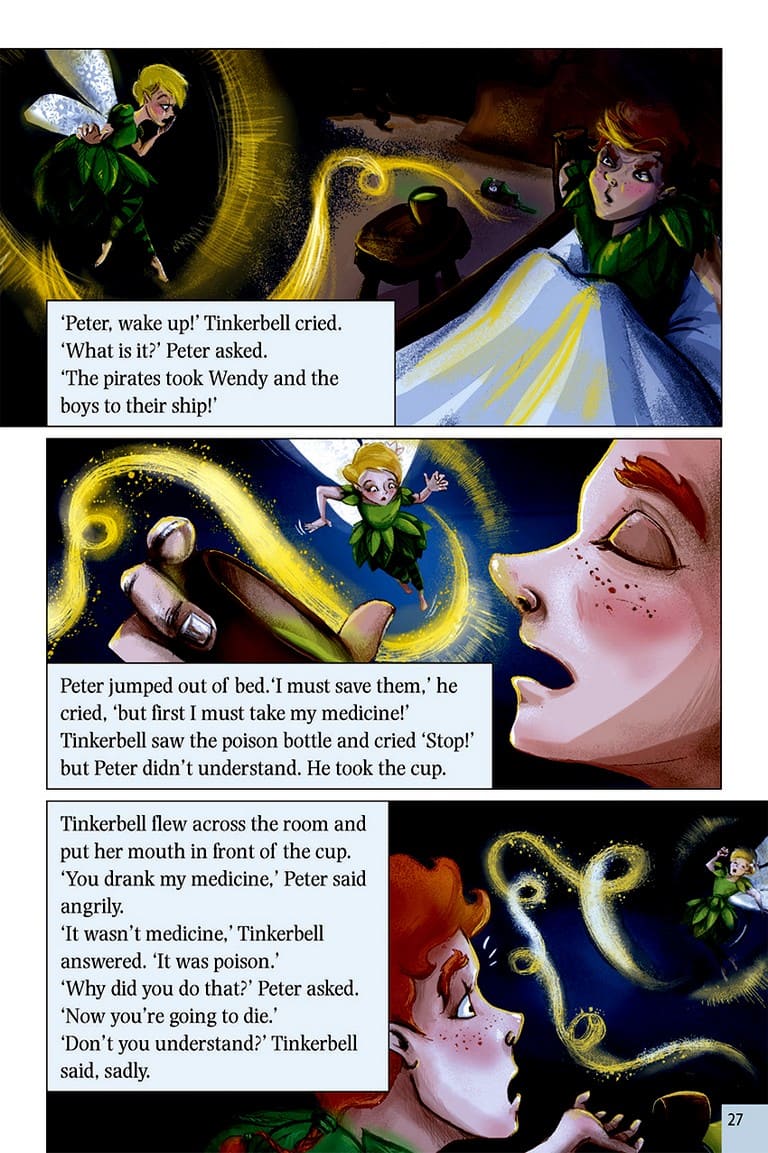 ‘Peter, wake up!’ Tinkerbell cried.
‘What is it?’ Peter asked.
‘The pirates took Wendy and the
boys to their ship!’
Peter jumped out of bed.‘I must save them,’ he
cried, ‘but first I must take my medicine!’
Tinkerbell saw the poison bottle and cried ‘Stop!’
but Peter didn’t understand. He took the cup.
Tinkerbell flew across the room and
put her mouth in front of the cup.
‘You drank my medicine,’ Peter said
angrily.
‘It wasn’t medicine,’ Tinkerbell
answered. ‘It was poison.’
‘Why did you do that?’ Peter asked.
‘Now you’re going to die.’
‘Don’t you understand?’ Tinkerbell
said, sadly.
27